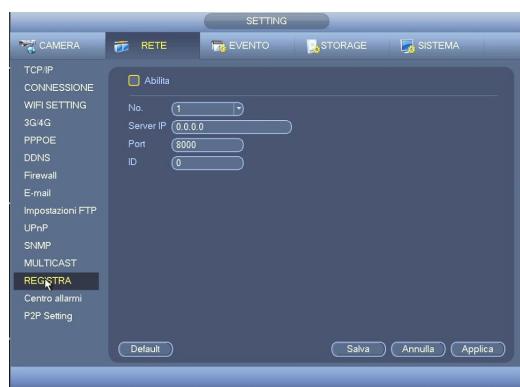 SETTING
CAMERA
RETE
EVENTO
STORAGE
SISTEMA
TCP/IP
CONNESSIONE
WIFI SETTING
3G/4G
PPPOE
DDNS
Firewall
E-mail
Impostazioni FTP
UPnP
SNMP
MULTICAST
REGISTRA
Centro allarmi
P2P Setting
Abilita
No. 1
Server IP 0.0.0.0
Port 8000
ID 0
Default
Salva
Annulla
Applica